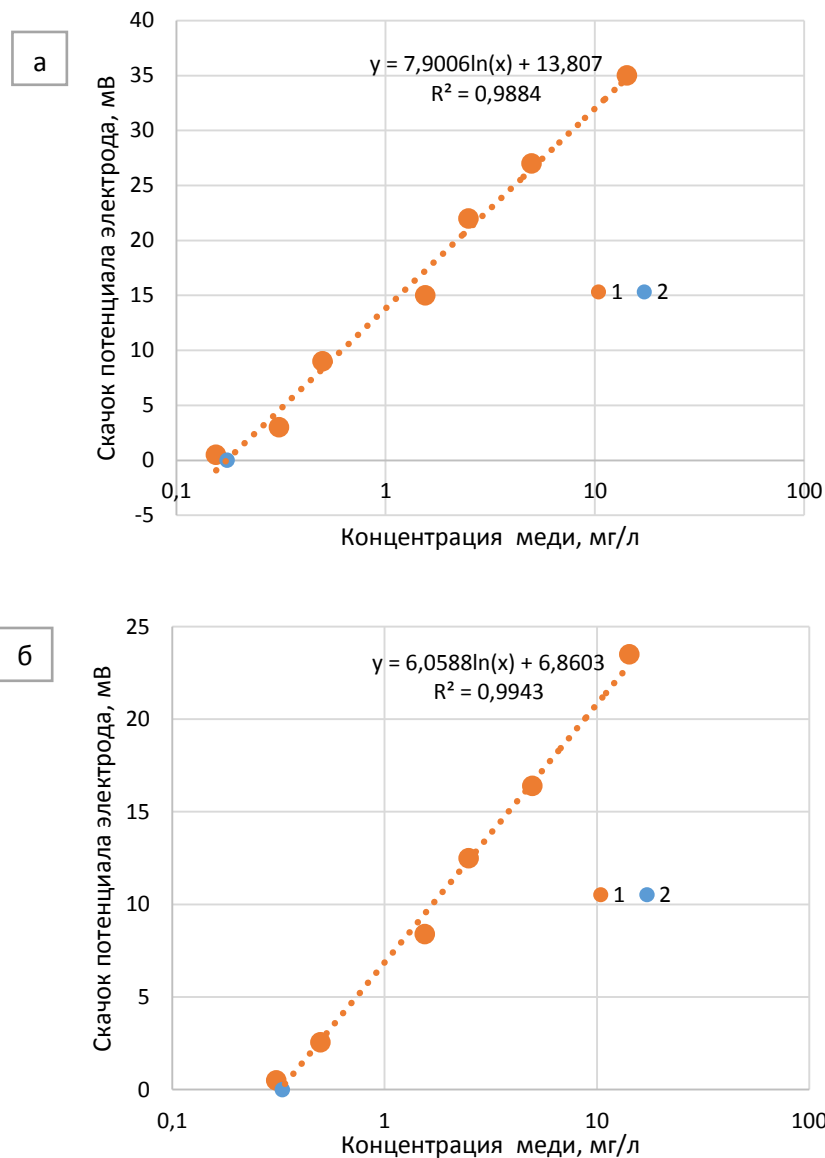 а
40
35
30
25
20
15
10
5
0
-5
Скачок потенциала электрода, мВ
y = 7,9006ln(x) + 13,807
R² = 0,9884
1 2
0,1 1 10 100
Концентрация меди, мг/л
б
25
20
15
10
5
0
Скачок потенциала электрода, мВ
y = 6,0588ln(x) + 6,8603
R² = 0,9943
1 2
0,1 1 10 100
Концентрация меди, мг/л